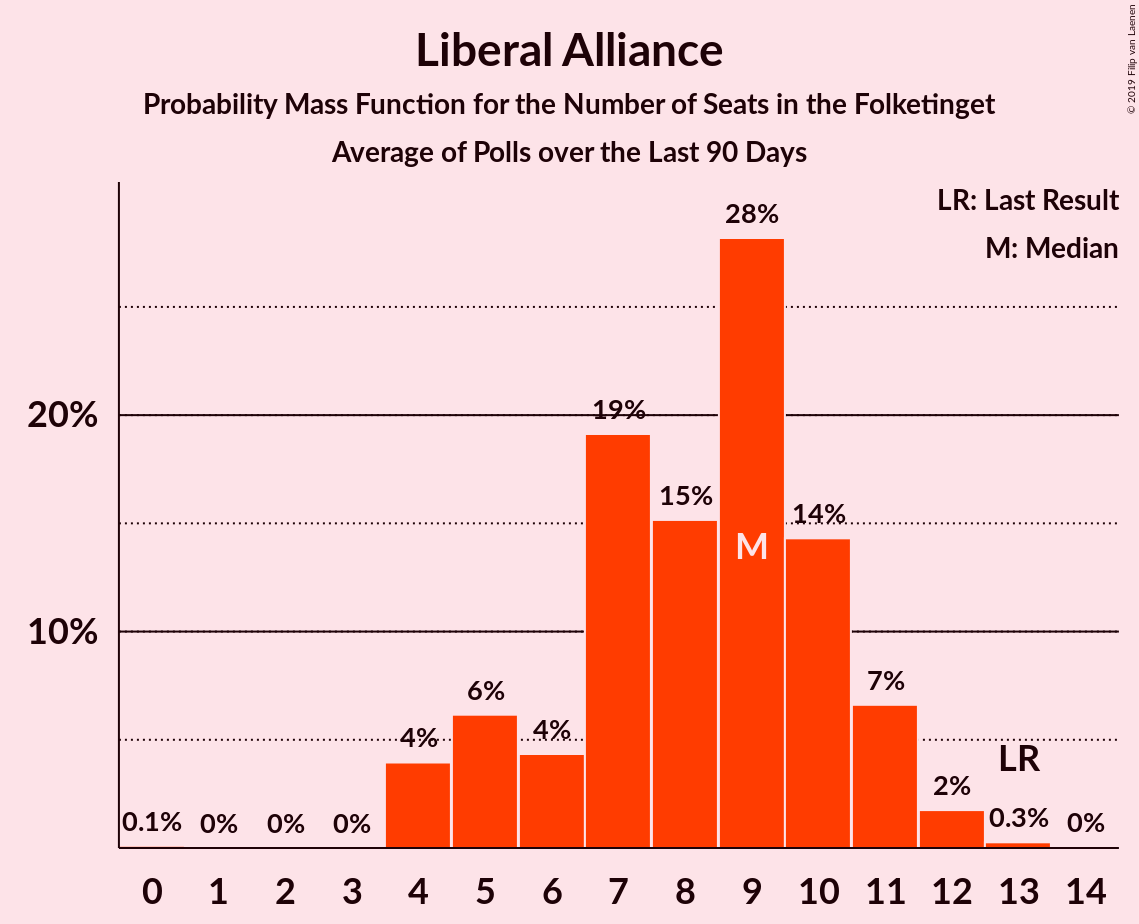 Liberal Alliance
Probability Mass Function for the Number of Seats in the Folketinget
Average of Polls over the Last 90 Days
© 2019 Filip van Laenen
LR: Last Result
M: Median
28%
20%
19%
15%
14%
M
10%
7%
6%
4%
4%
LR
2%
0.1%
0%
0%
0%
0.3%
0%
0 1 2 3 4 5 6 7 8 9 10 11 12 13 14